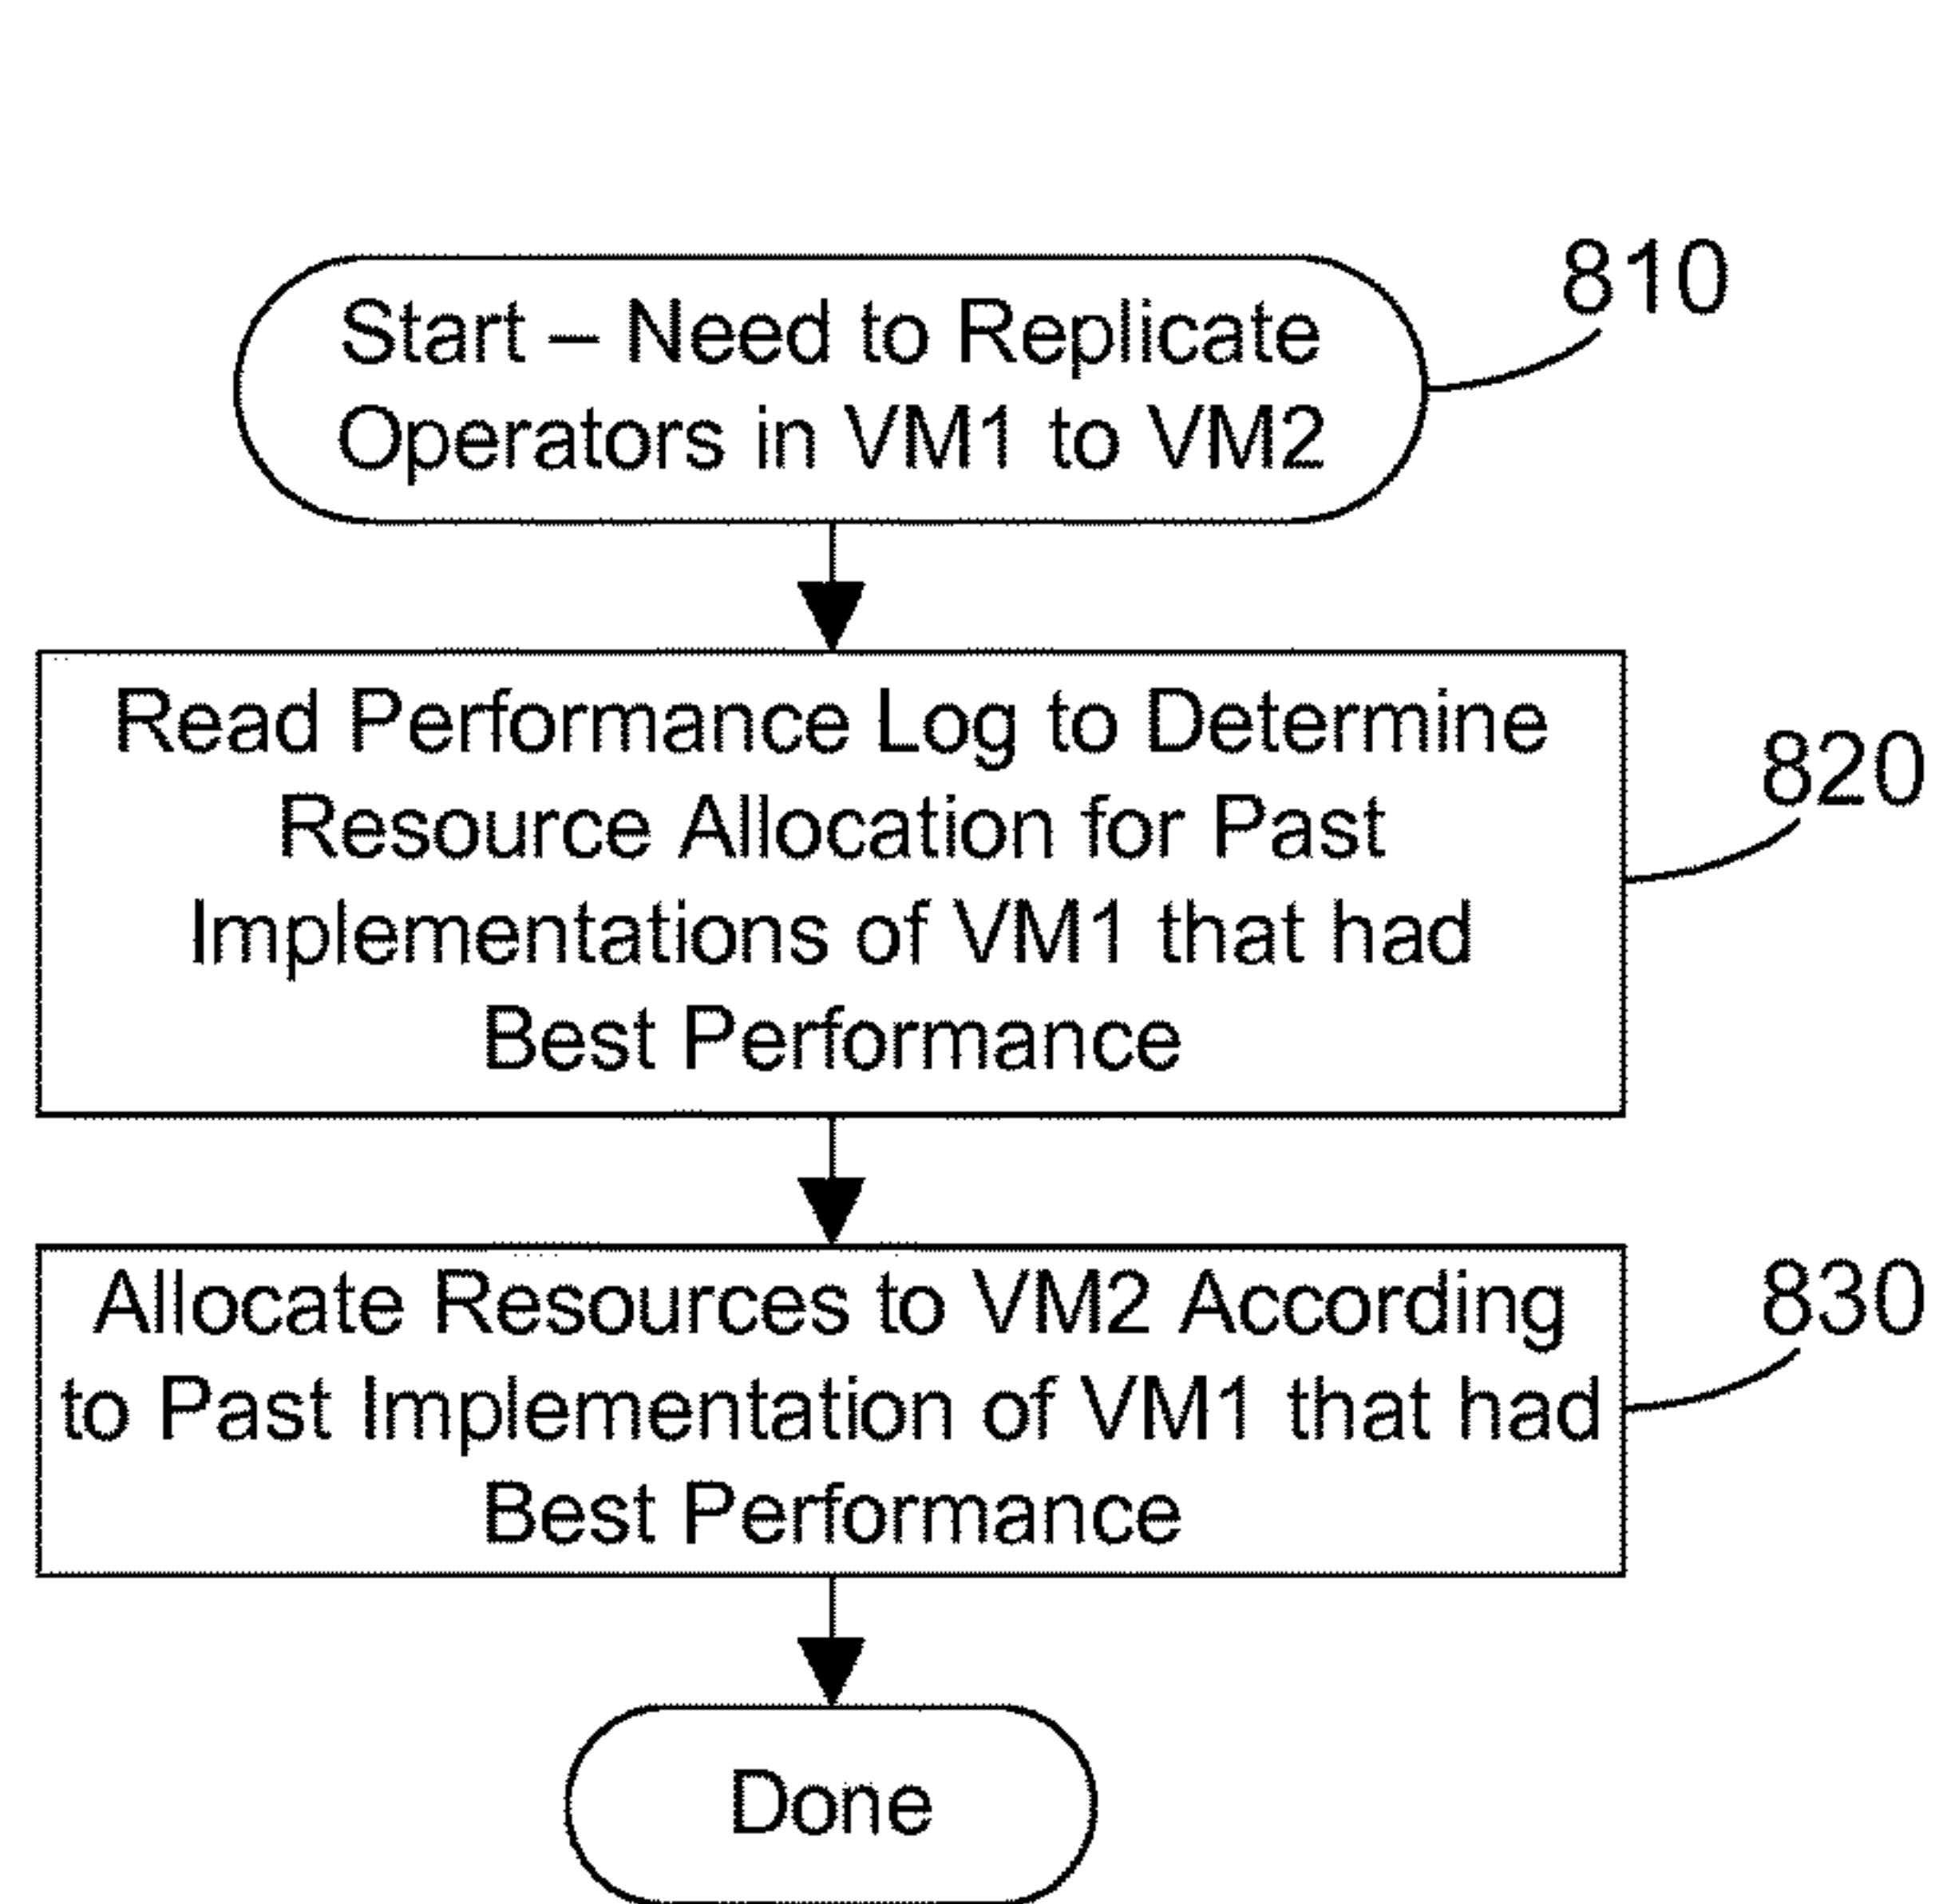 810
Start – Need to Replicate
Operators in VM1 to VM2
Read Performance Log to Determine
Resource Allocation for Past
Implementations of VM1 that had
Best Performance
820
Allocate Resources to VM2 According
to Past Implementation of VM1 that had
Best Performance
830
Done